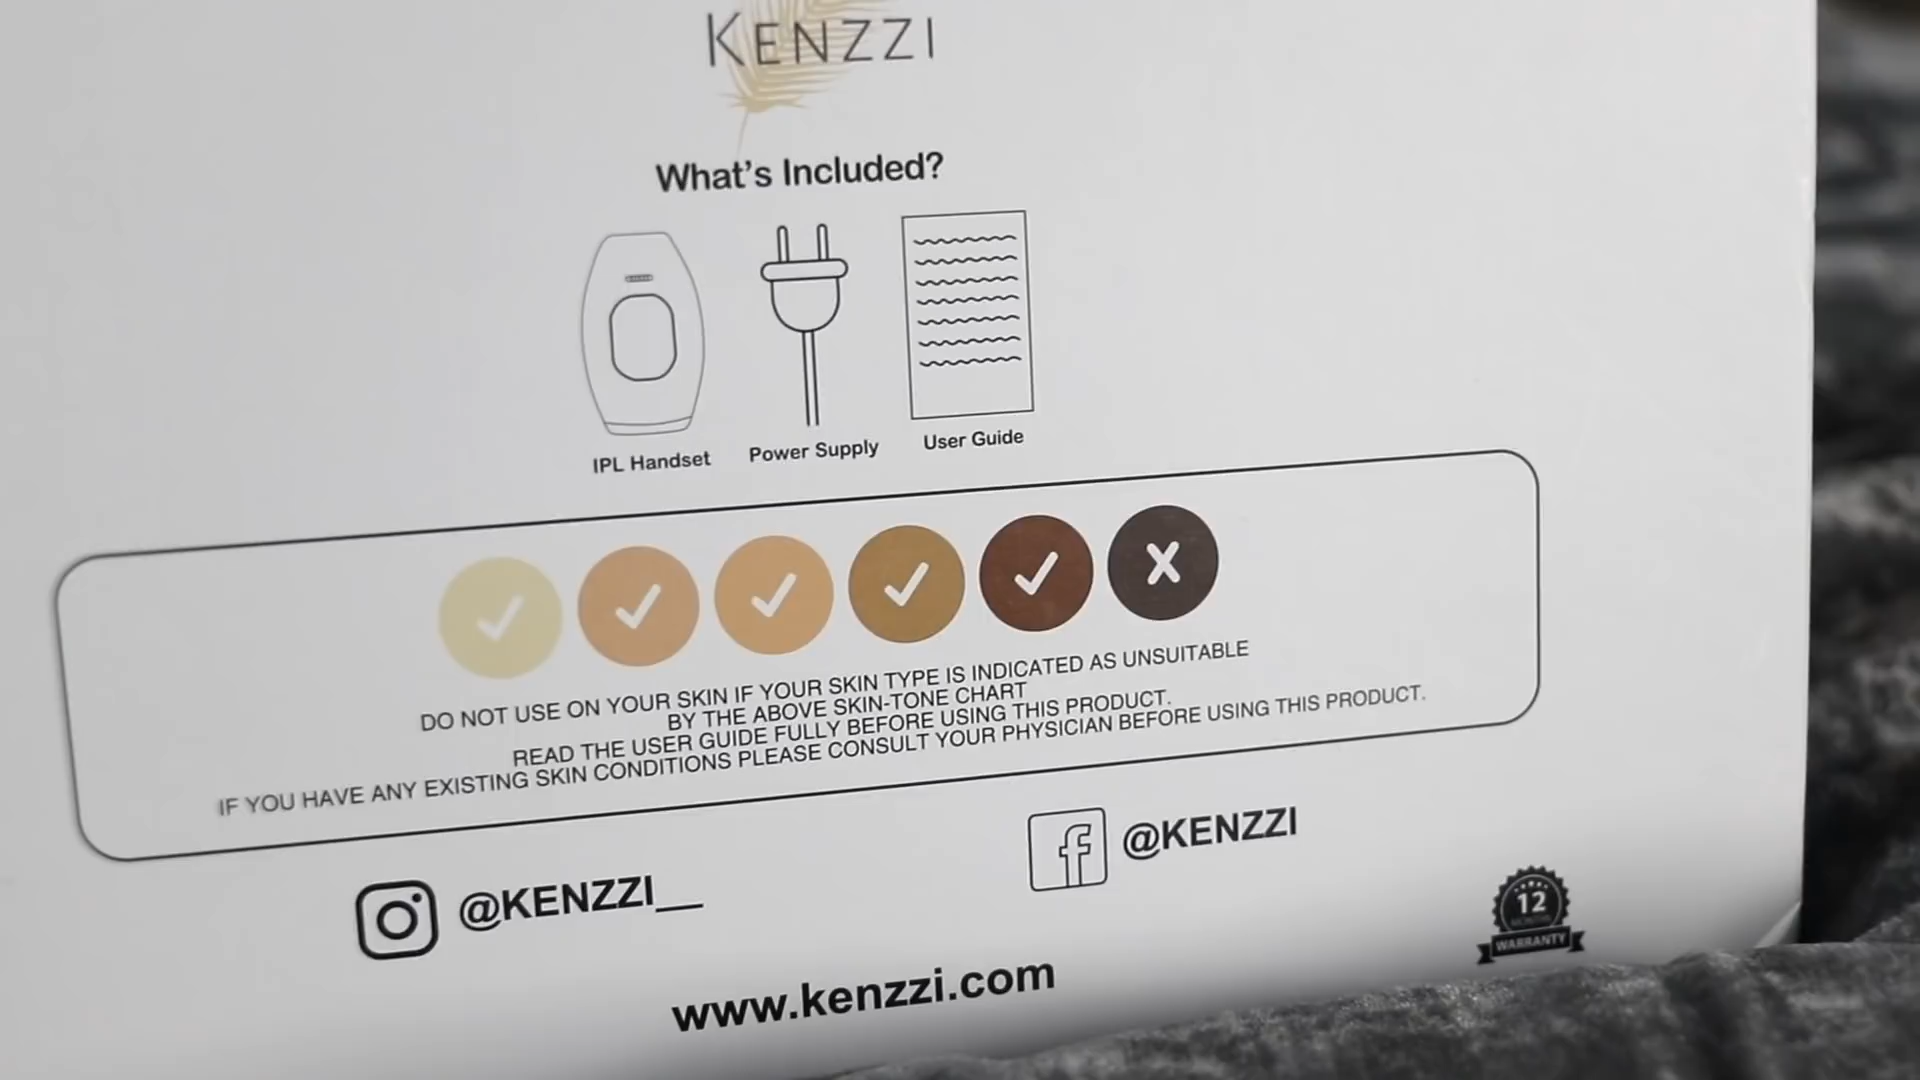 KENZZI
What's Included?
IPL Handset
Power Supply
User Guide
DO NOT USE ON YOUR SKIN IF YOUR SKIN TYPE IS INDICATED AS UNSUITABLE
BY THE ABOVE SKIN-TONE CHART
READ THE USER GUIDE FULLY BEFORE USING THIS PRODUCT.
IF YOU HAVE ANY EXISTING SKIN CONDITIONS PLEASE CONSULT YOUR PHYSICIAN BEFORE USING THIS PRODUCT.
@KENZZI__
@KENZZI
12
WARRANTY
www.kenzzi.com